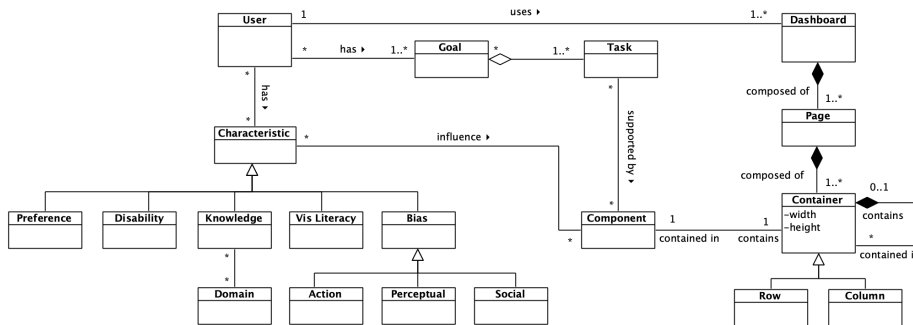 User
1
uses ▸
1..*
Dashboard
*
has ▸
1..*
Goal
*
1..*
Task
*
has ▸
*
*
supported by ▸
*
composed of
1..*
Page
composed of
1..*
Characteristic
*
influence ▸
*
Preference
Disability
Knowledge
Vis Literacy
Bias
Component
1
contained in
1
contains
Container
-width
-height
0..1
contains
*
contained i
*
*
Domain
Action
Perceptual
Social
Row
Column